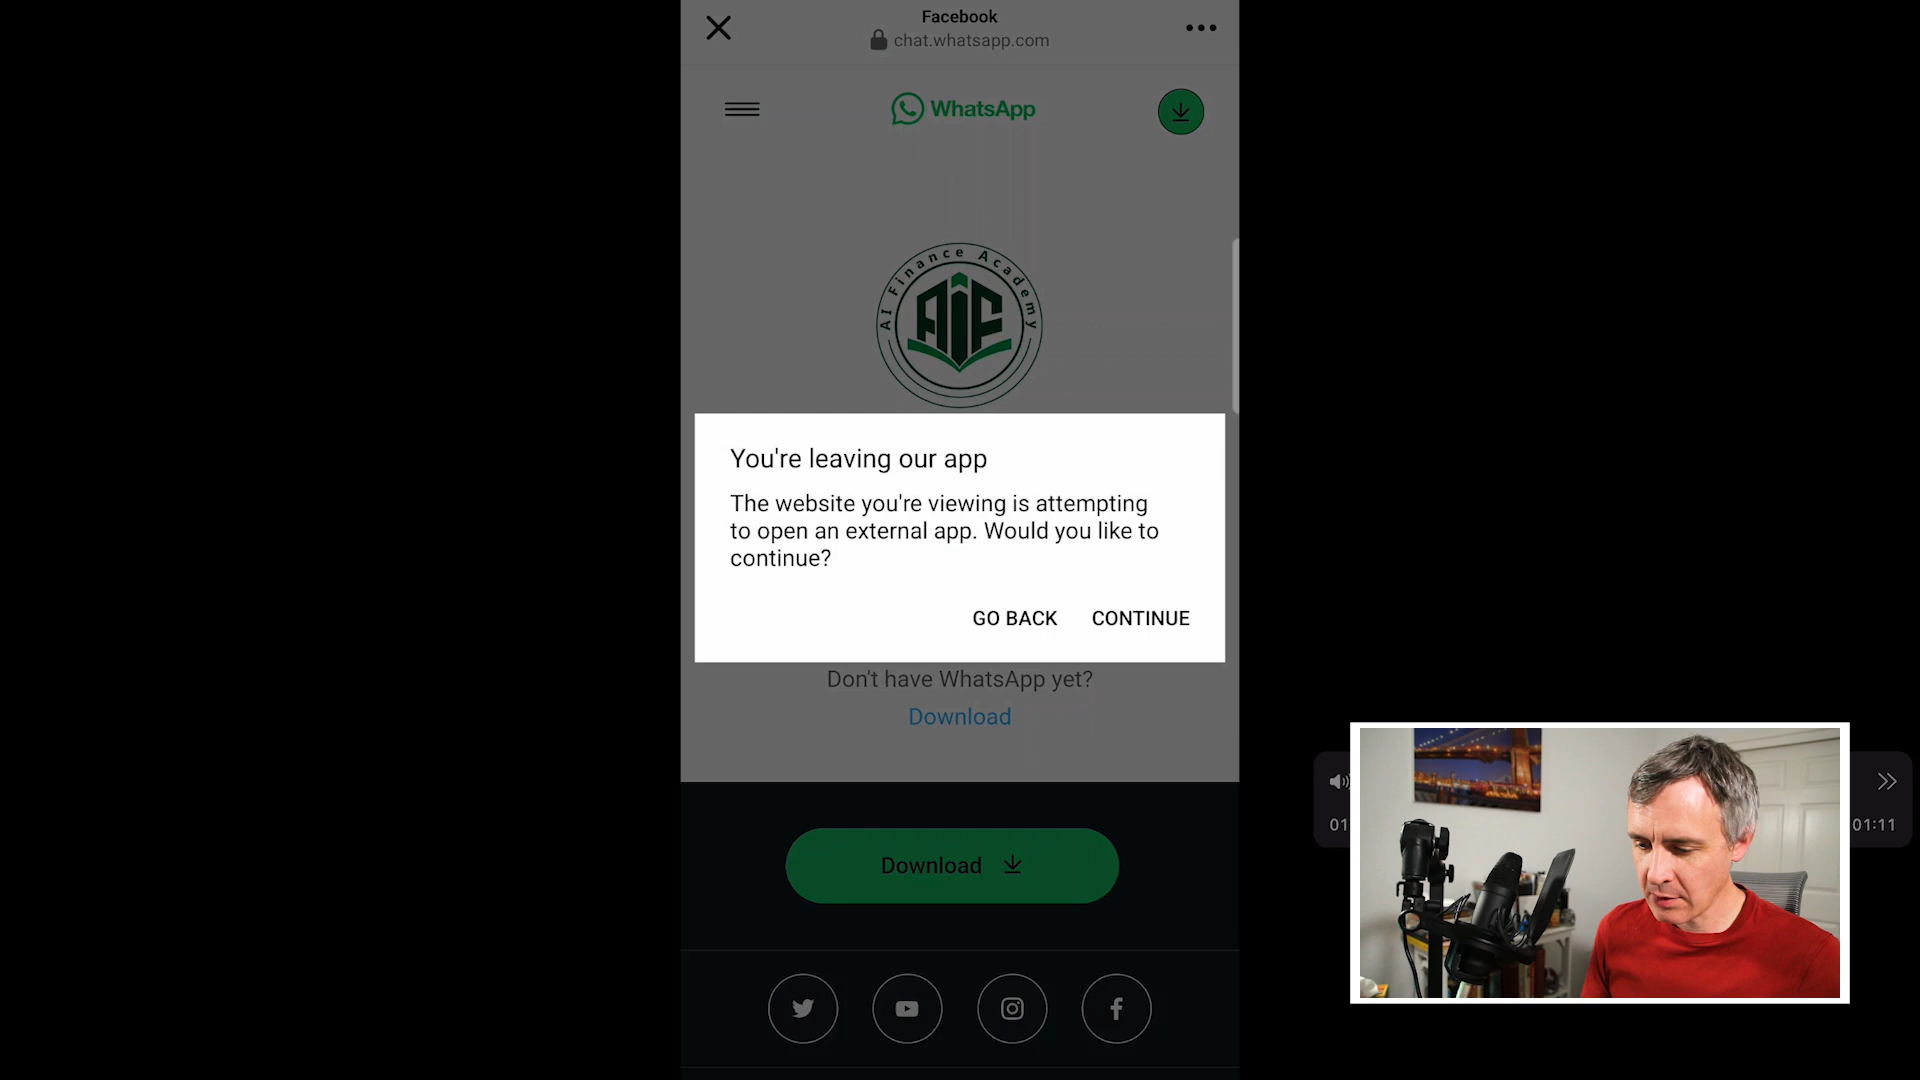 Facebook
chat.whatsapp.com
WhatsApp
AI Finance Academy
AiF
You're leaving our app
The website you're viewing is attempting
to open an external app. Would you like to
continue?
GO BACK CONTINUE
Don't have WhatsApp yet?
Download
01
01:11
Download